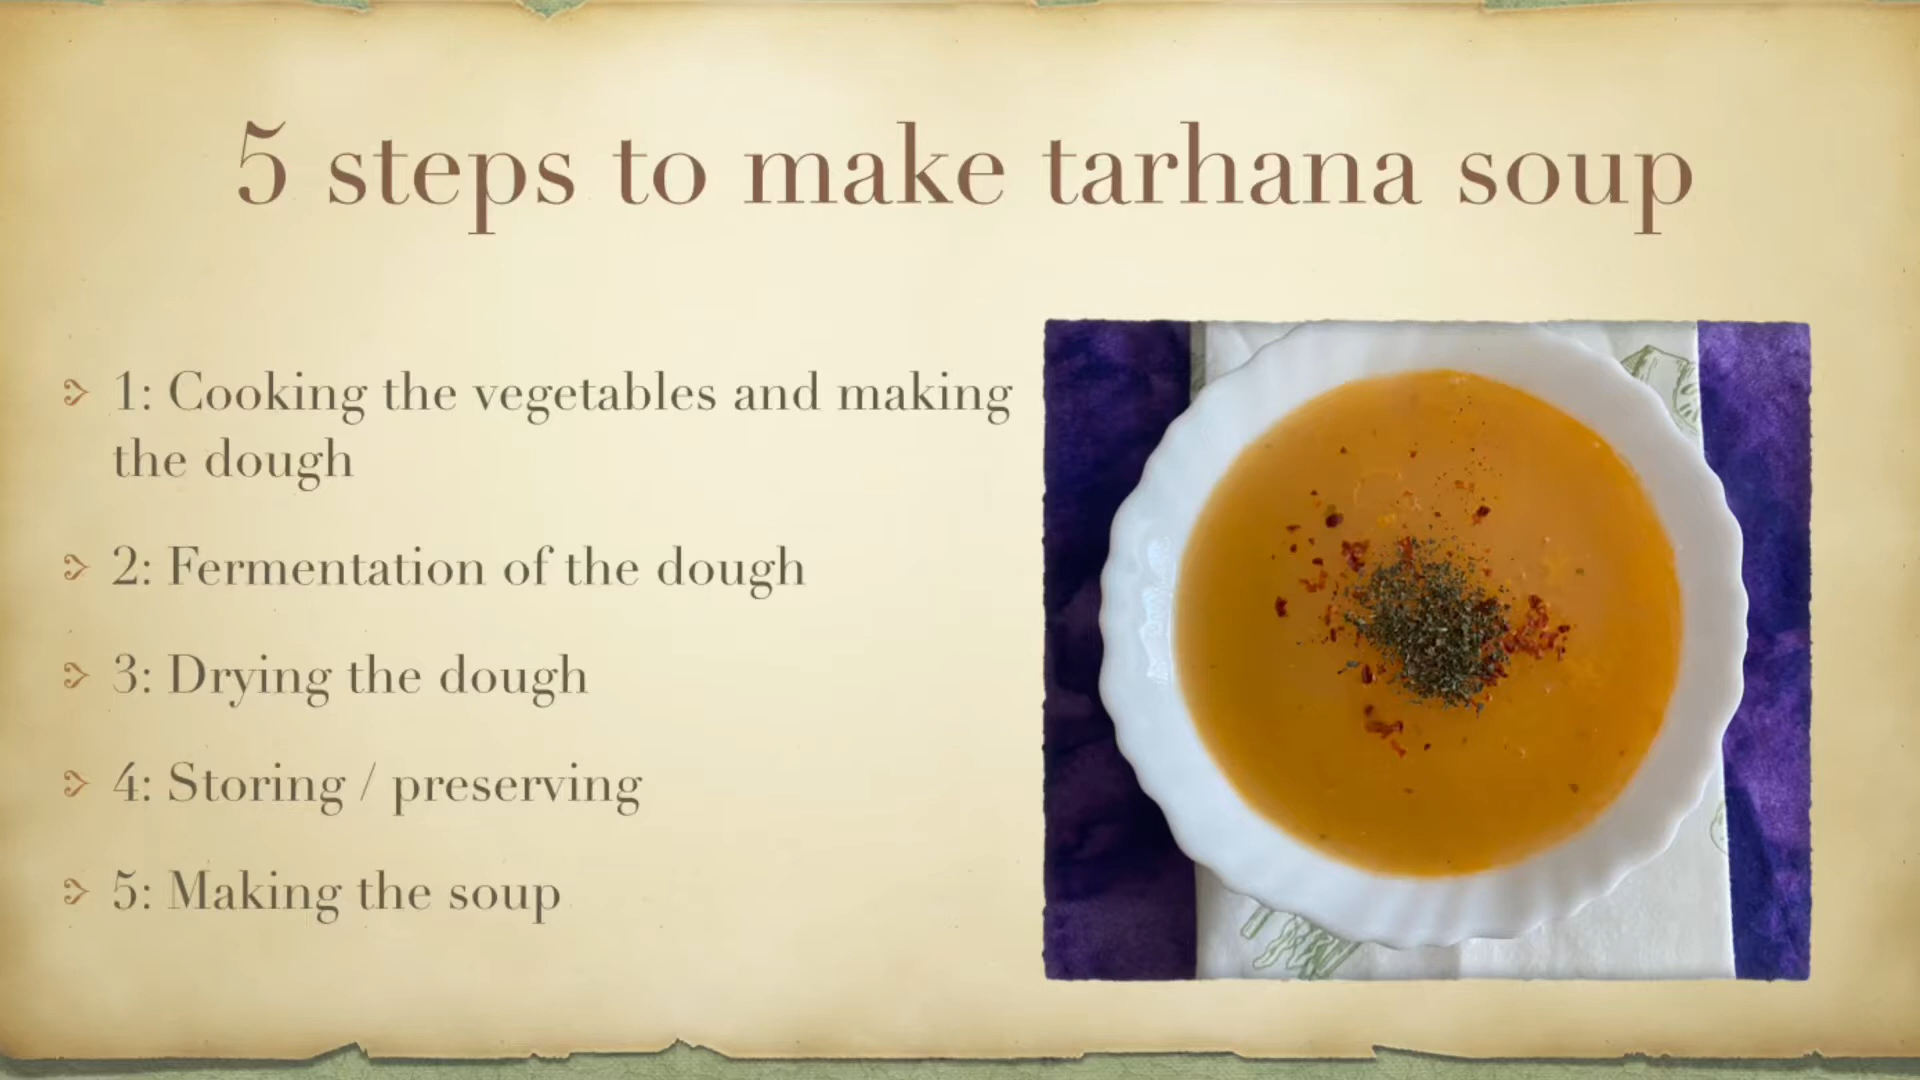 5 steps to make tarhana soup
1: Cooking the vegetables and making
the dough
2: Fermentation of the dough
3: Drying the dough
4: Storing / preserving
5: Making the soup